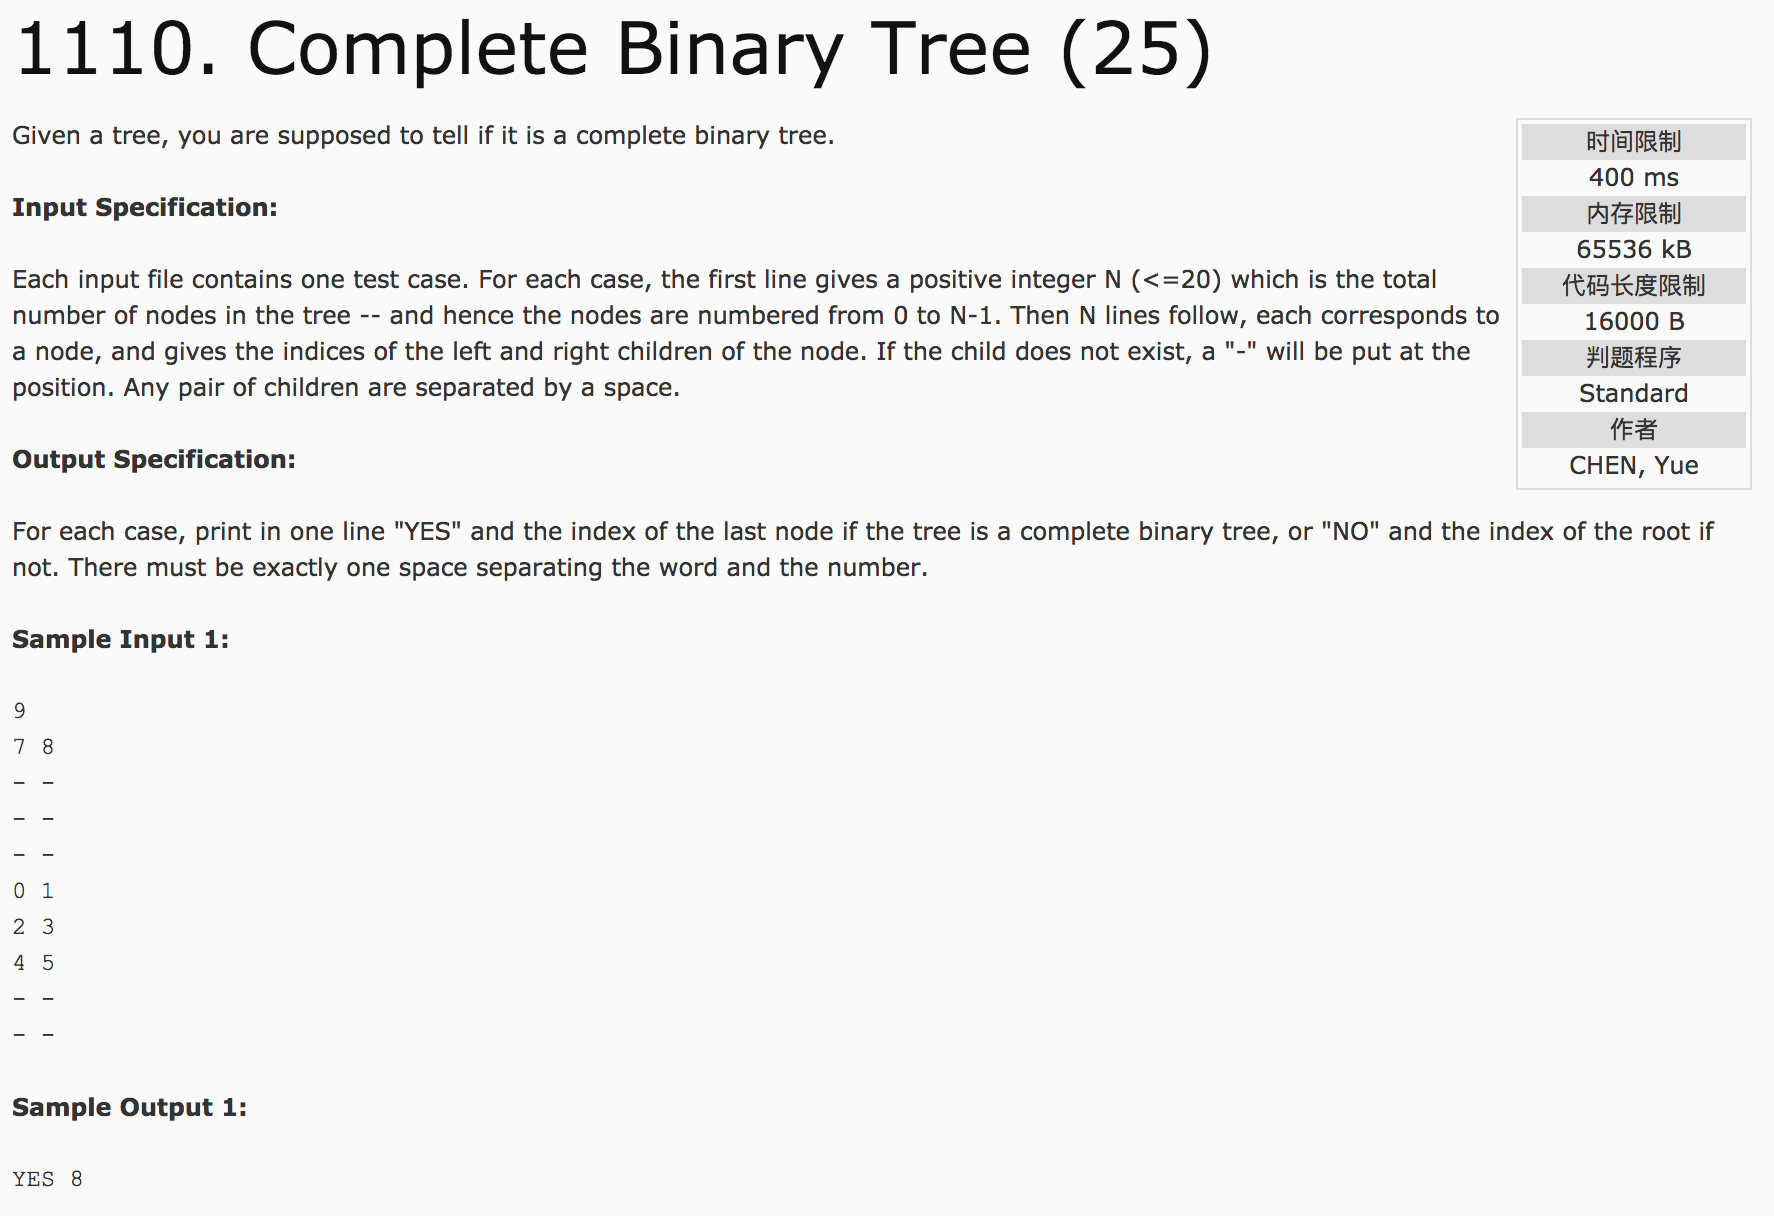 1110. Complete Binary Tree (25)
Given a tree, you are supposed to tell if it is a complete binary tree.
时间限制
400 ms
内存限制
65536 kB
代码长度限制
16000 B
判题程序
Standard
作者
CHEN, Yue
Input Specification:
Each input file contains one test case. For each case, the first line gives a positive integer N (<=20) which is the total
number of nodes in the tree -- and hence the nodes are numbered from 0 to N-1. Then N lines follow, each corresponds to
a node, and gives the indices of the left and right children of the node. If the child does not exist, a "-" will be put at the
position. Any pair of children are separated by a space.
Output Specification:
For each case, print in one line "YES" and the index of the last node if the tree is a complete binary tree, or "NO" and the index of the root if
not. There must be exactly one space separating the word and the number.
Sample Input 1:
9
7 8
- -
- -
- -
0 1
2 3
4 5
- -
- -
Sample Output 1:
YES 8